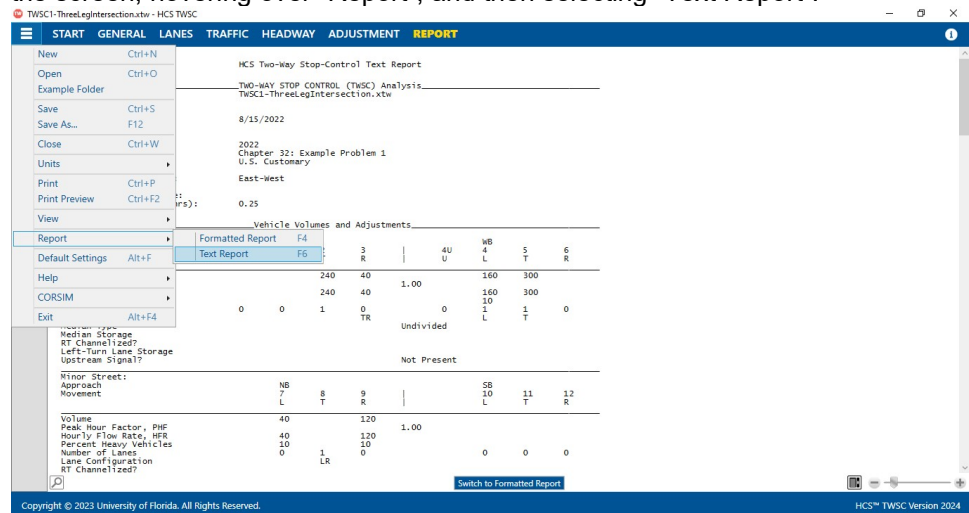 the screen, hovering over "Report", and then selecting "Text Report".
TWSC1-ThreeLegIntersection.xtw - HCS TWSC
START GENERAL LANES TRAFFIC HEADWAY ADJUSTMENT REPORT
New Ctrl+N
Open Ctrl+O
Example Folder
Save Ctrl+S
Save As... F12
Close Ctrl+W
Units
Print Ctrl+P
Print Preview Ctrl+F2
View
Report
Default Settings Alt+F
Help
CORSIM
Exit Alt+F4
Formatted Report F4
Text Report F6
HCS Two-Way Stop-Control Text Report
TWO-WAY STOP CONTROL (TWSC) Analysis
TWSC1-ThreeLegIntersection.xtw
8/15/2022
2022
Chapter 32: Example Problem 1
U.S. Customary
East-West
rs): 0.25
Vehicle Volumes and Adjustments
WB
3 | 4U 4 5 6
R | U L T R
240 40 160 300
1.00
240 40 160 300
10
0 0 1 0 0 1 1 0
TR L T
Undivided
Median Storage
RT Channelized?
Left-Turn Lane Storage
Upstream Signal? Not Present
Minor Street:
Approach NB SB
Movement 7 8 9 | 10 11 12
L T R | L T R
Volume 40 120
Peak Hour Factor, PHF 1.00
Hourly Flow Rate, HFR 40 120
Percent Heavy Vehicles 10 10
Number of Lanes 0 1 0 0 0 0
Lane Configuration LR
RT Channelized?
Switch to Formatted Report
Copyright © 2023 University of Florida. All Rights Reserved. HCS™ TWSC Version 2024